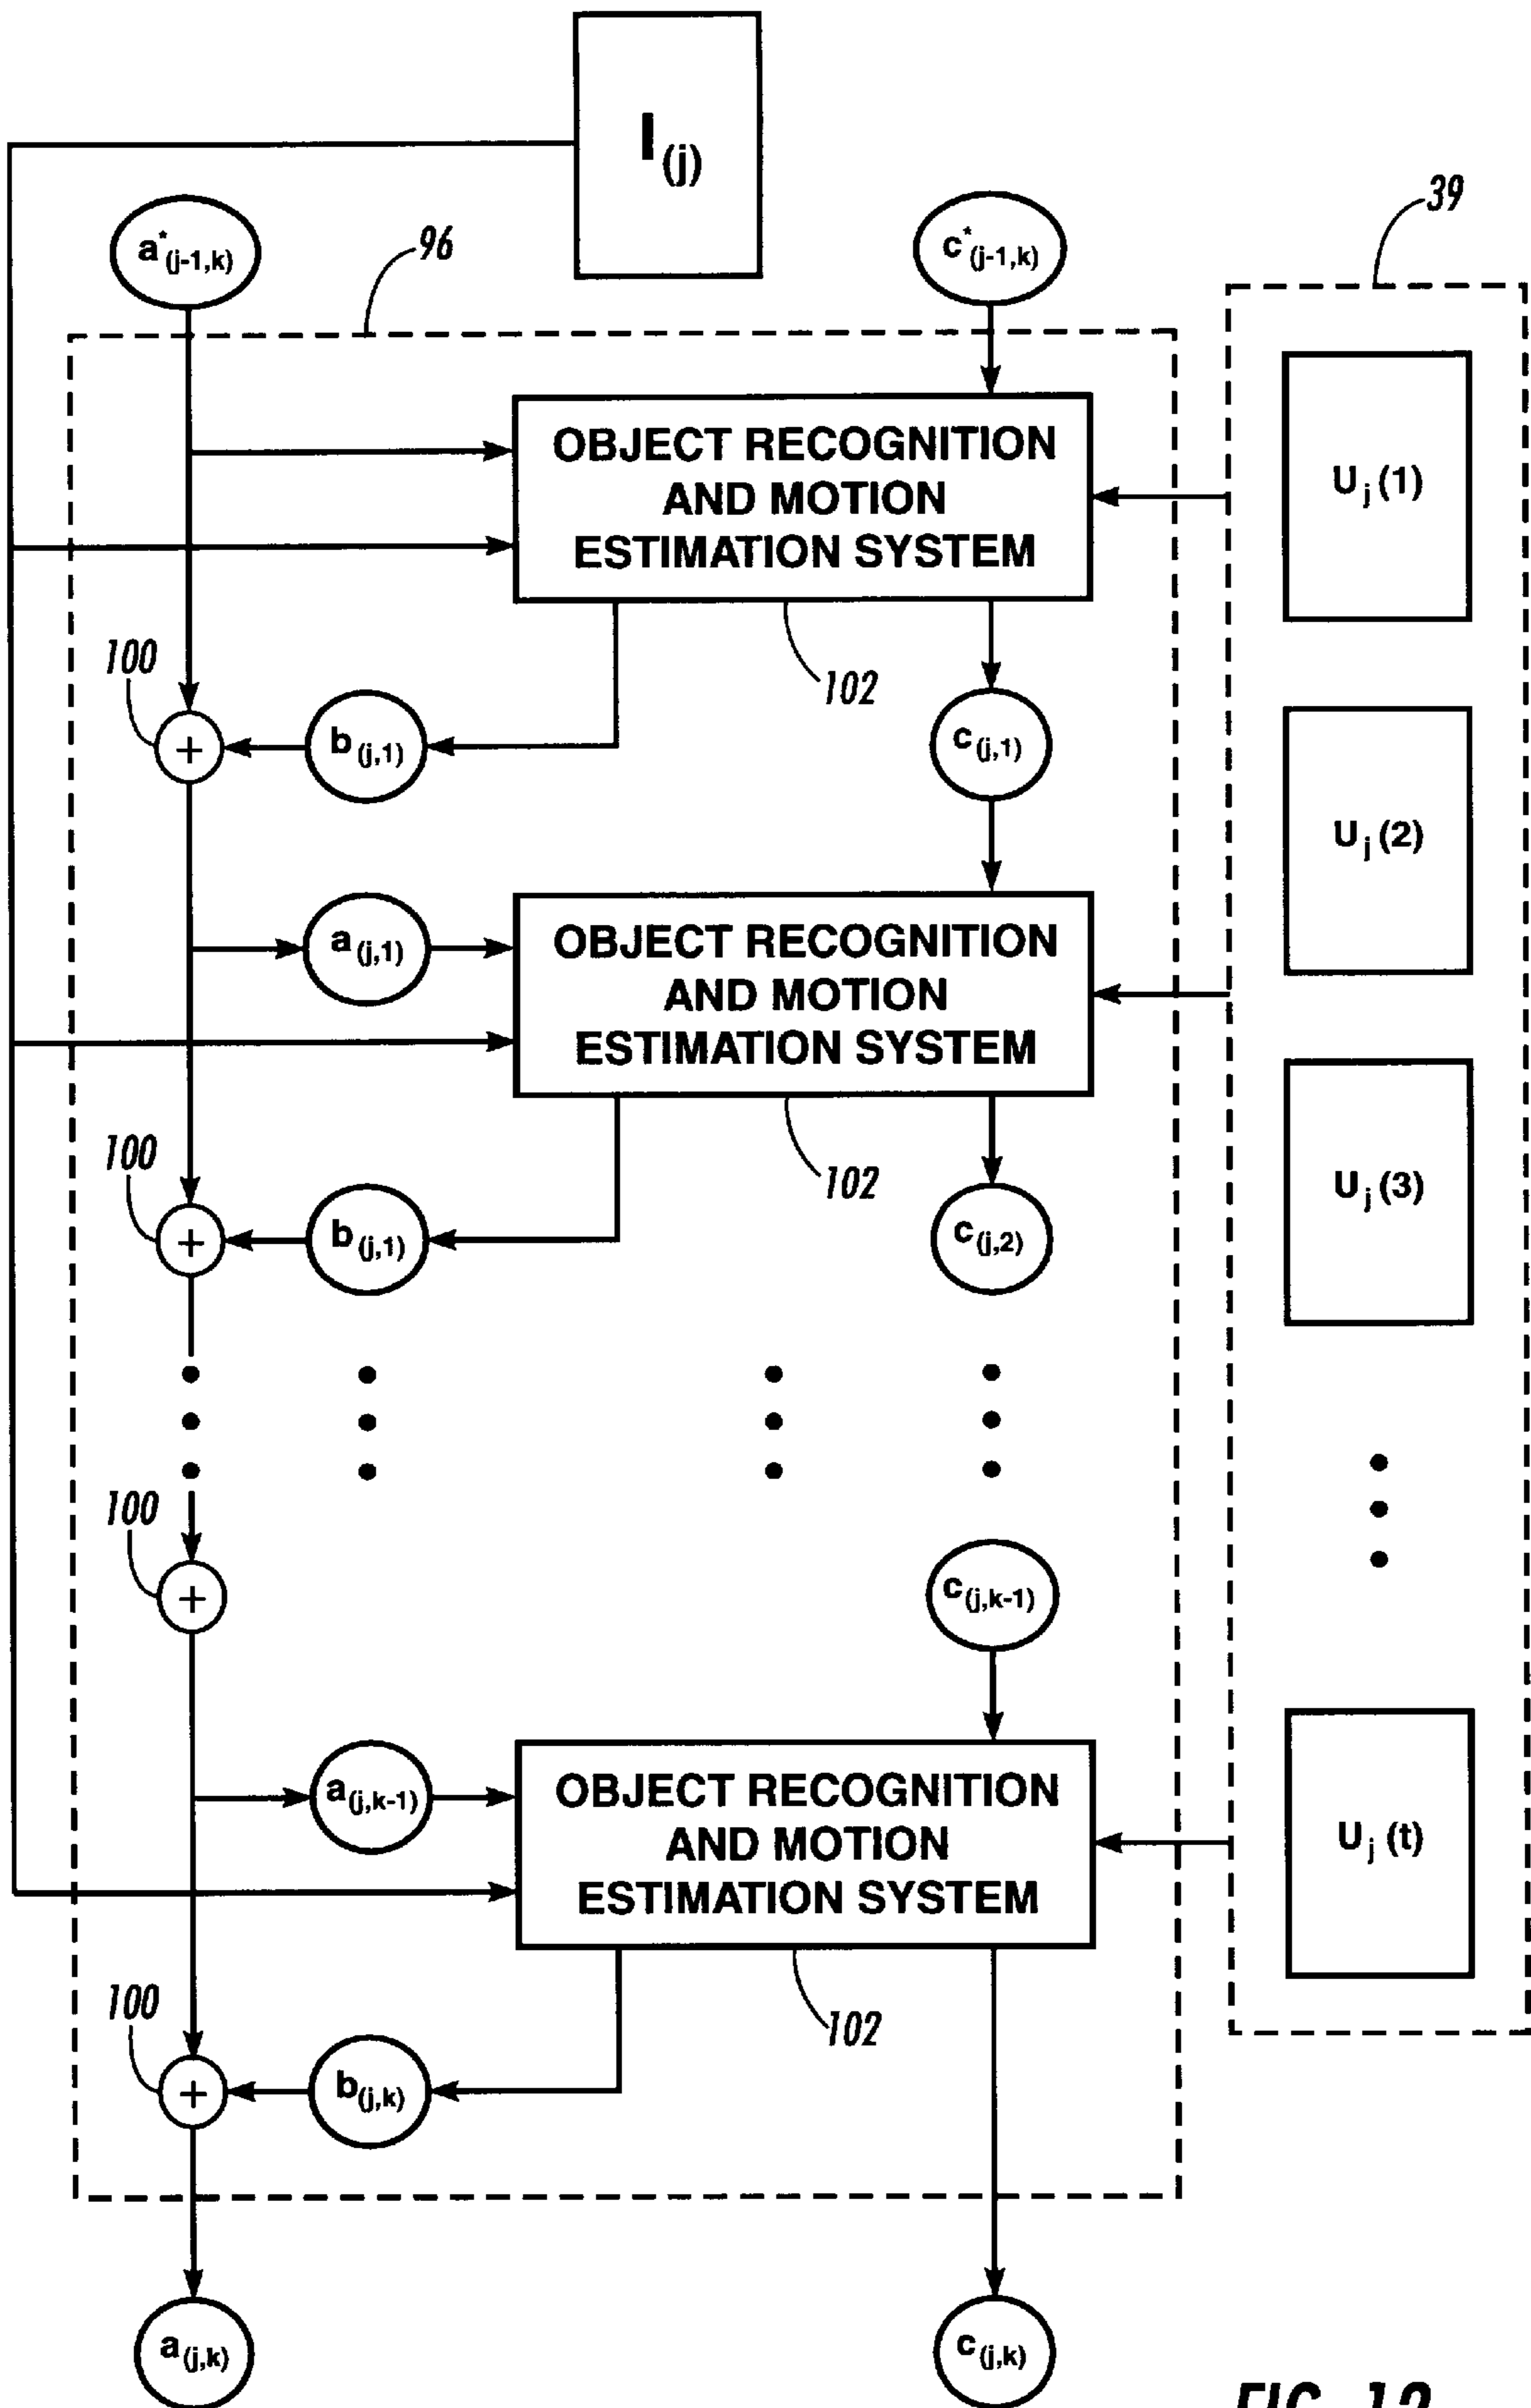 I(j)
39
a*(j-1,k)
96
c*(j-1,k)
OBJECT RECOGNITION
AND MOTION
ESTIMATION SYSTEM
Uj(1)
100
102
+
b(j,1)
c(j,1)
Uj(2)
a(j,1)
OBJECT RECOGNITION
AND MOTION
ESTIMATION SYSTEM
100
102
Uj(3)
+
b(j,1)
c(j,2)
100
+
c(j,k-1)
a(j,k-1)
OBJECT RECOGNITION
AND MOTION
ESTIMATION SYSTEM
Uj(t)
100
102
+
b(j,k)
a(j,k)
c(j,k)